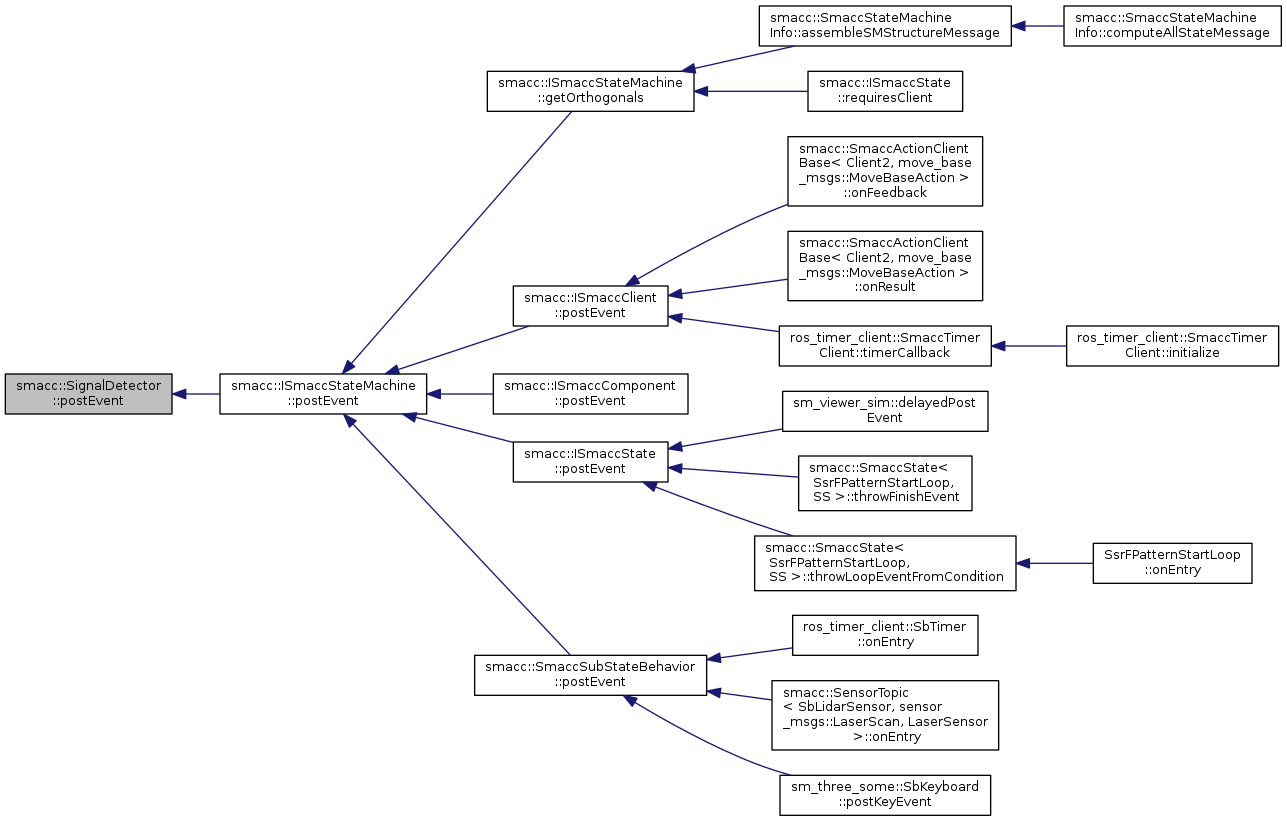 smacc::SmaccStateMachine
Info::assembleSMStructureMessage
smacc::SmaccStateMachine
Info::computeAllStateMessage
smacc::ISmaccStateMachine
::getOrthogonals
smacc::ISmaccState
::requiresClient
smacc::SmaccActionClient
Base< Client2, move_base
_msgs::MoveBaseAction >
::onFeedback
smacc::SmaccActionClient
Base< Client2, move_base
_msgs::MoveBaseAction >
::onResult
smacc::ISmaccClient
::postEvent
ros_timer_client::SmaccTimer
Client::timerCallback
ros_timer_client::SmaccTimer
Client::initialize
smacc::SignalDetector
::postEvent
smacc::ISmaccStateMachine
::postEvent
smacc::ISmaccComponent
::postEvent
sm_viewer_sim::delayedPost
Event
smacc::ISmaccState
::postEvent
smacc::SmaccState<
SsrFPatternStartLoop,
SS >::throwFinishEvent
smacc::SmaccState<
SsrFPatternStartLoop,
SS >::throwLoopEventFromCondition
SsrFPatternStartLoop
::onEntry
ros_timer_client::SbTimer
::onEntry
smacc::SmaccSubStateBehavior
::postEvent
smacc::SensorTopic
< SbLidarSensor, sensor
_msgs::LaserScan, LaserSensor
>::onEntry
sm_three_some::SbKeyboard
::postKeyEvent